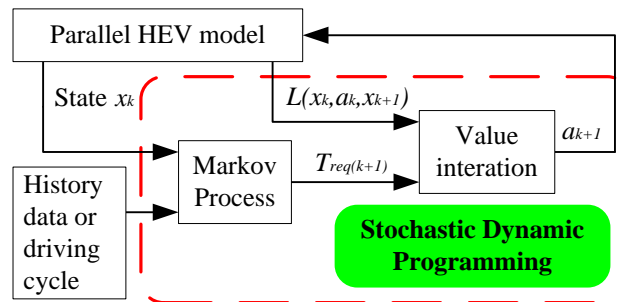 Parallel HEV model
State xk
L(xk,ak,xk+1)
Value
interation
ak+1
Markov
Process
Treq(k+1)
History
data or
driving
cycle
Stochastic Dynamic
Programming